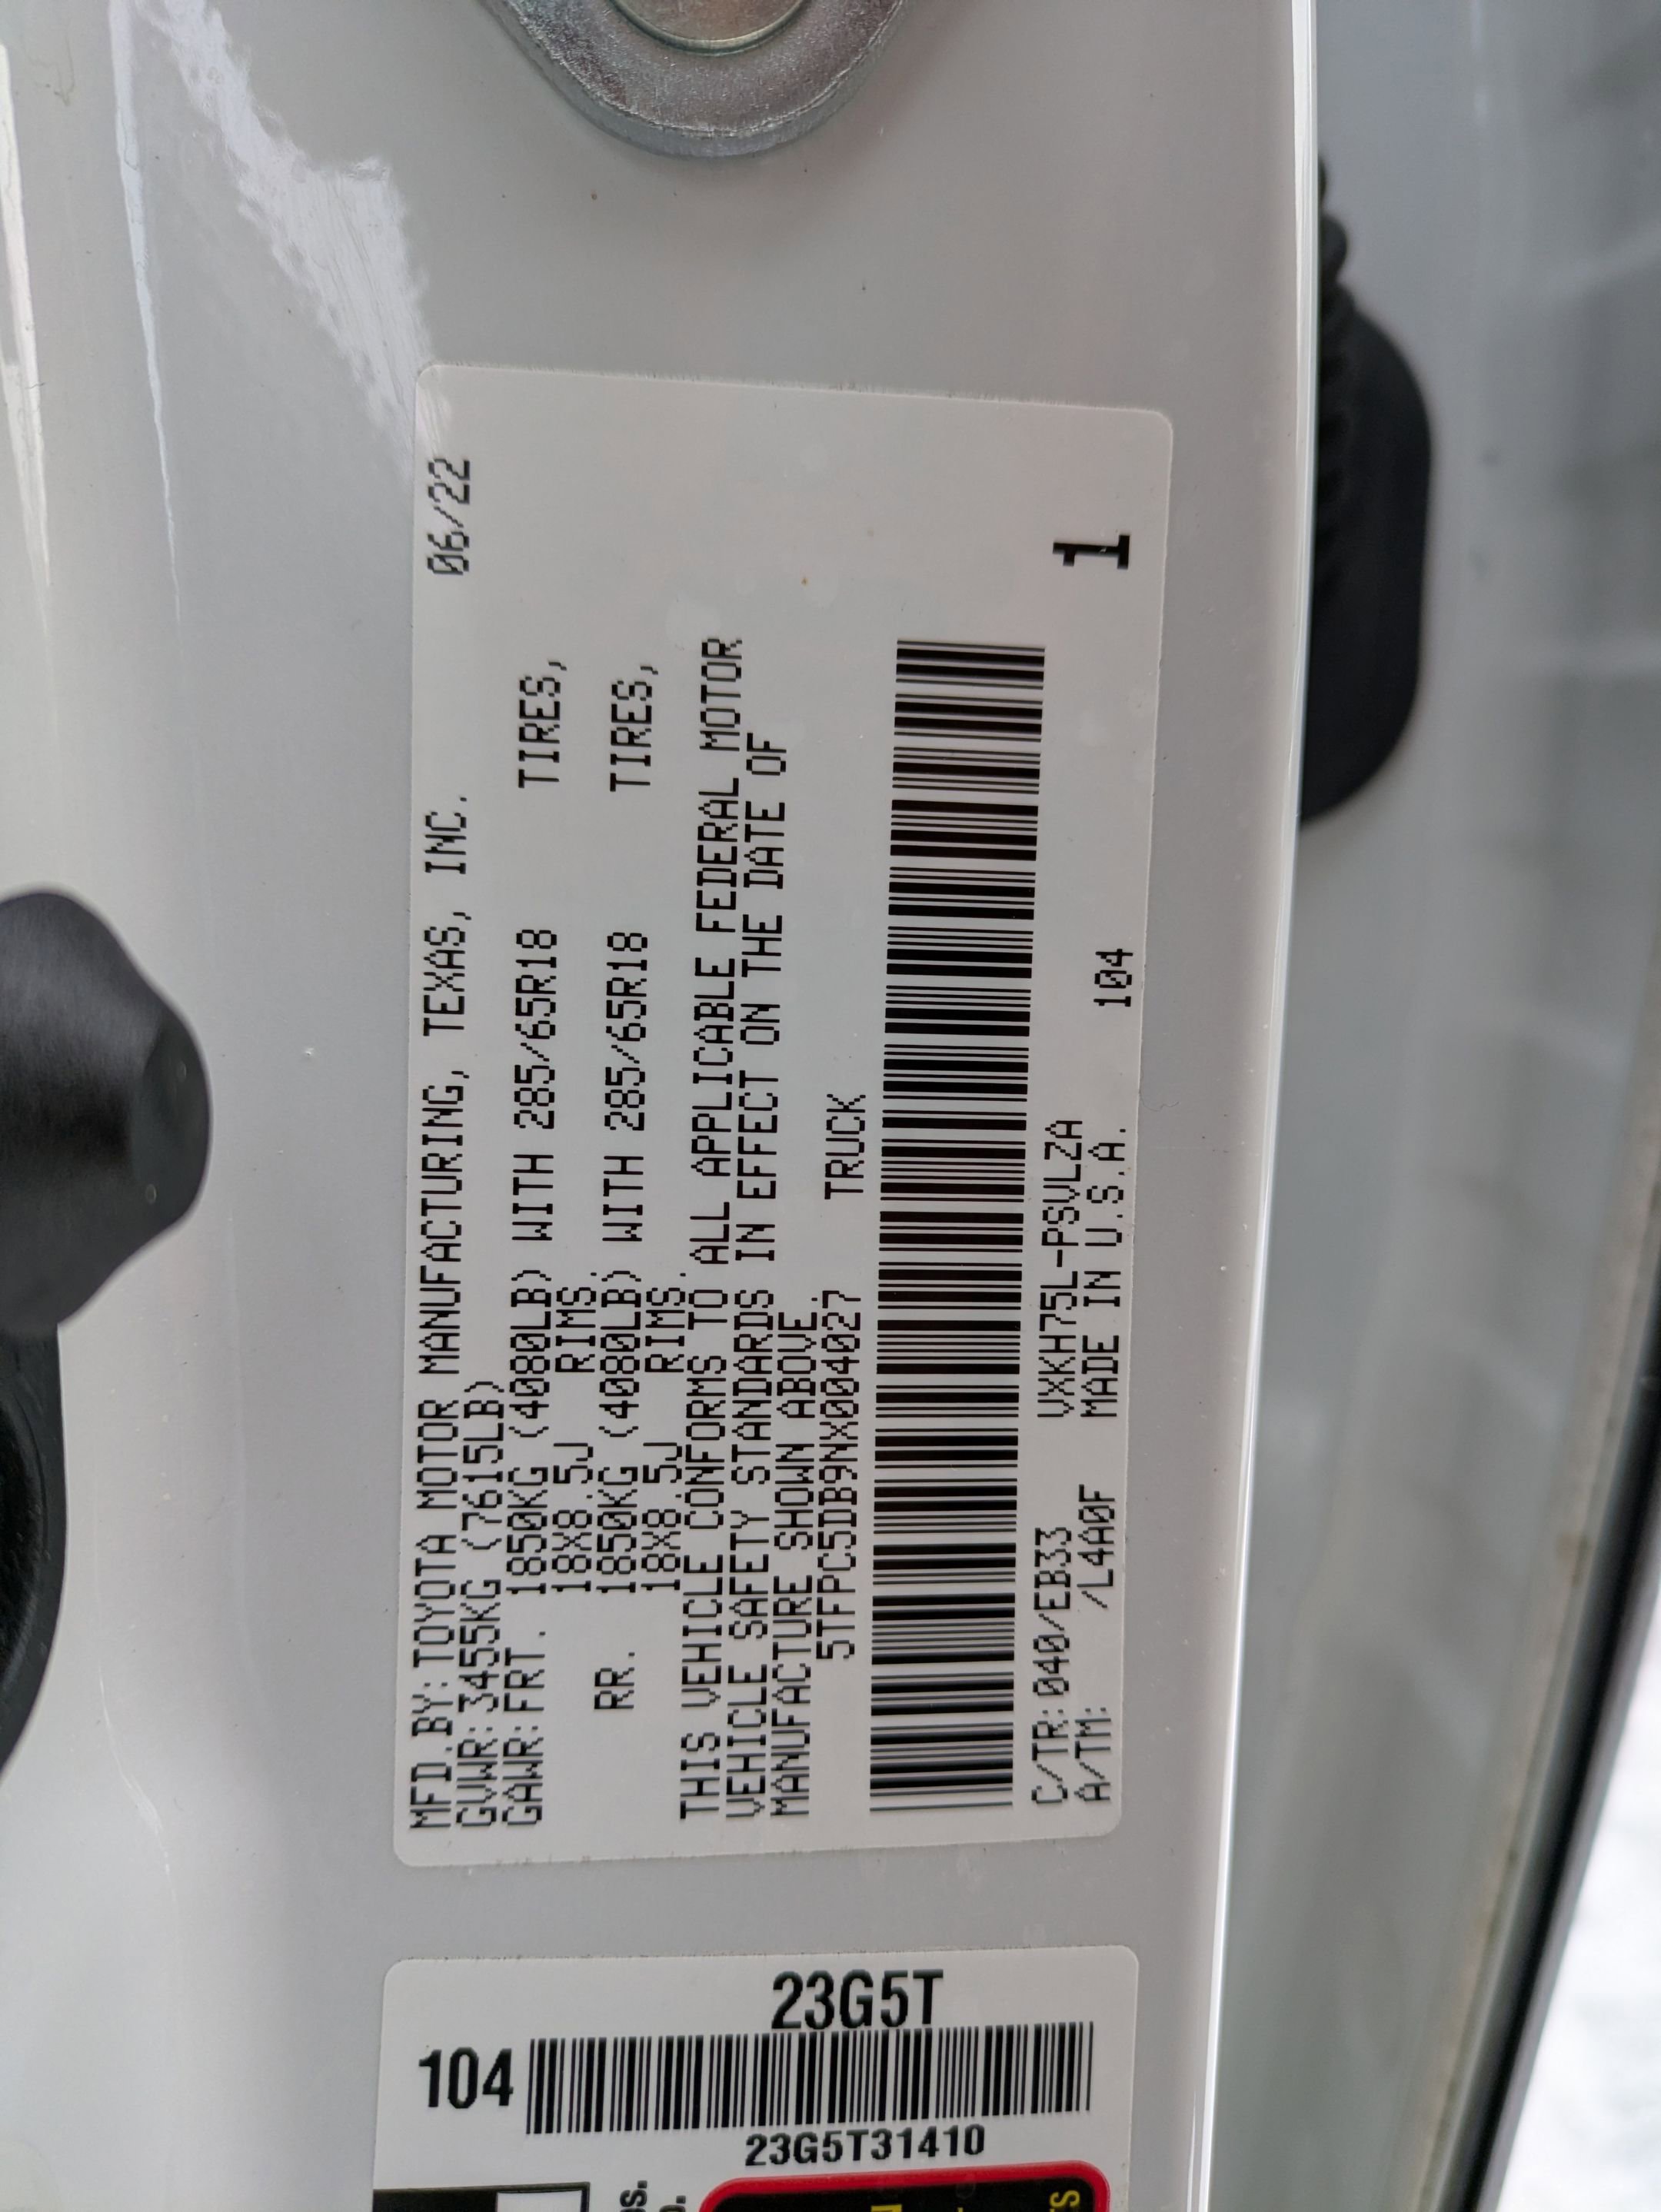 MFD.BY:TOYOTA MOTOR MANUFACTURING, TEXAS, INC. 06/22
GVWR:3455KG (7615LB)
GAWR:FRT. 1850KG (4080LB) WITH 285/65R18 TIRES,
18X8.5J RIMS.
RR. 1850KG (4080LB) WITH 285/65R18 TIRES,
18X8.5J RIMS.
THIS VEHICLE CONFORMS TO ALL APPLICABLE FEDERAL MOTOR
VEHICLE SAFETY STANDARDS IN EFFECT ON THE DATE OF
MANUFACTURE SHOWN ABOVE.
5TFPC5DB9NX004027 TRUCK
C/TR:040/EB33 VXKH75L-PSVLZA
A/TM: /L4A0F MADE IN U.S.A. 104
1
23G5T
104
23G5T31410